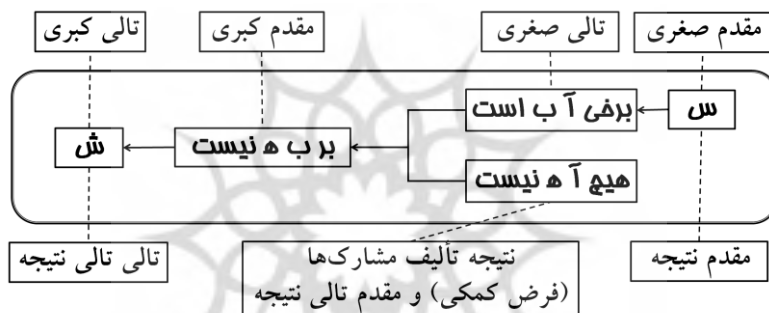 مقدم صغری
تالی صغری
مقدم کبری
تالی کبری
س
برخی آ ب است
هیچ آ ه نیست
بر ب ه نیست
ش
مقدم نتیجه
نتیجه تألیف مشارک‌ها
(فرض کمکی) و مقدم تالی نتیجه
تالی تالی نتیجه